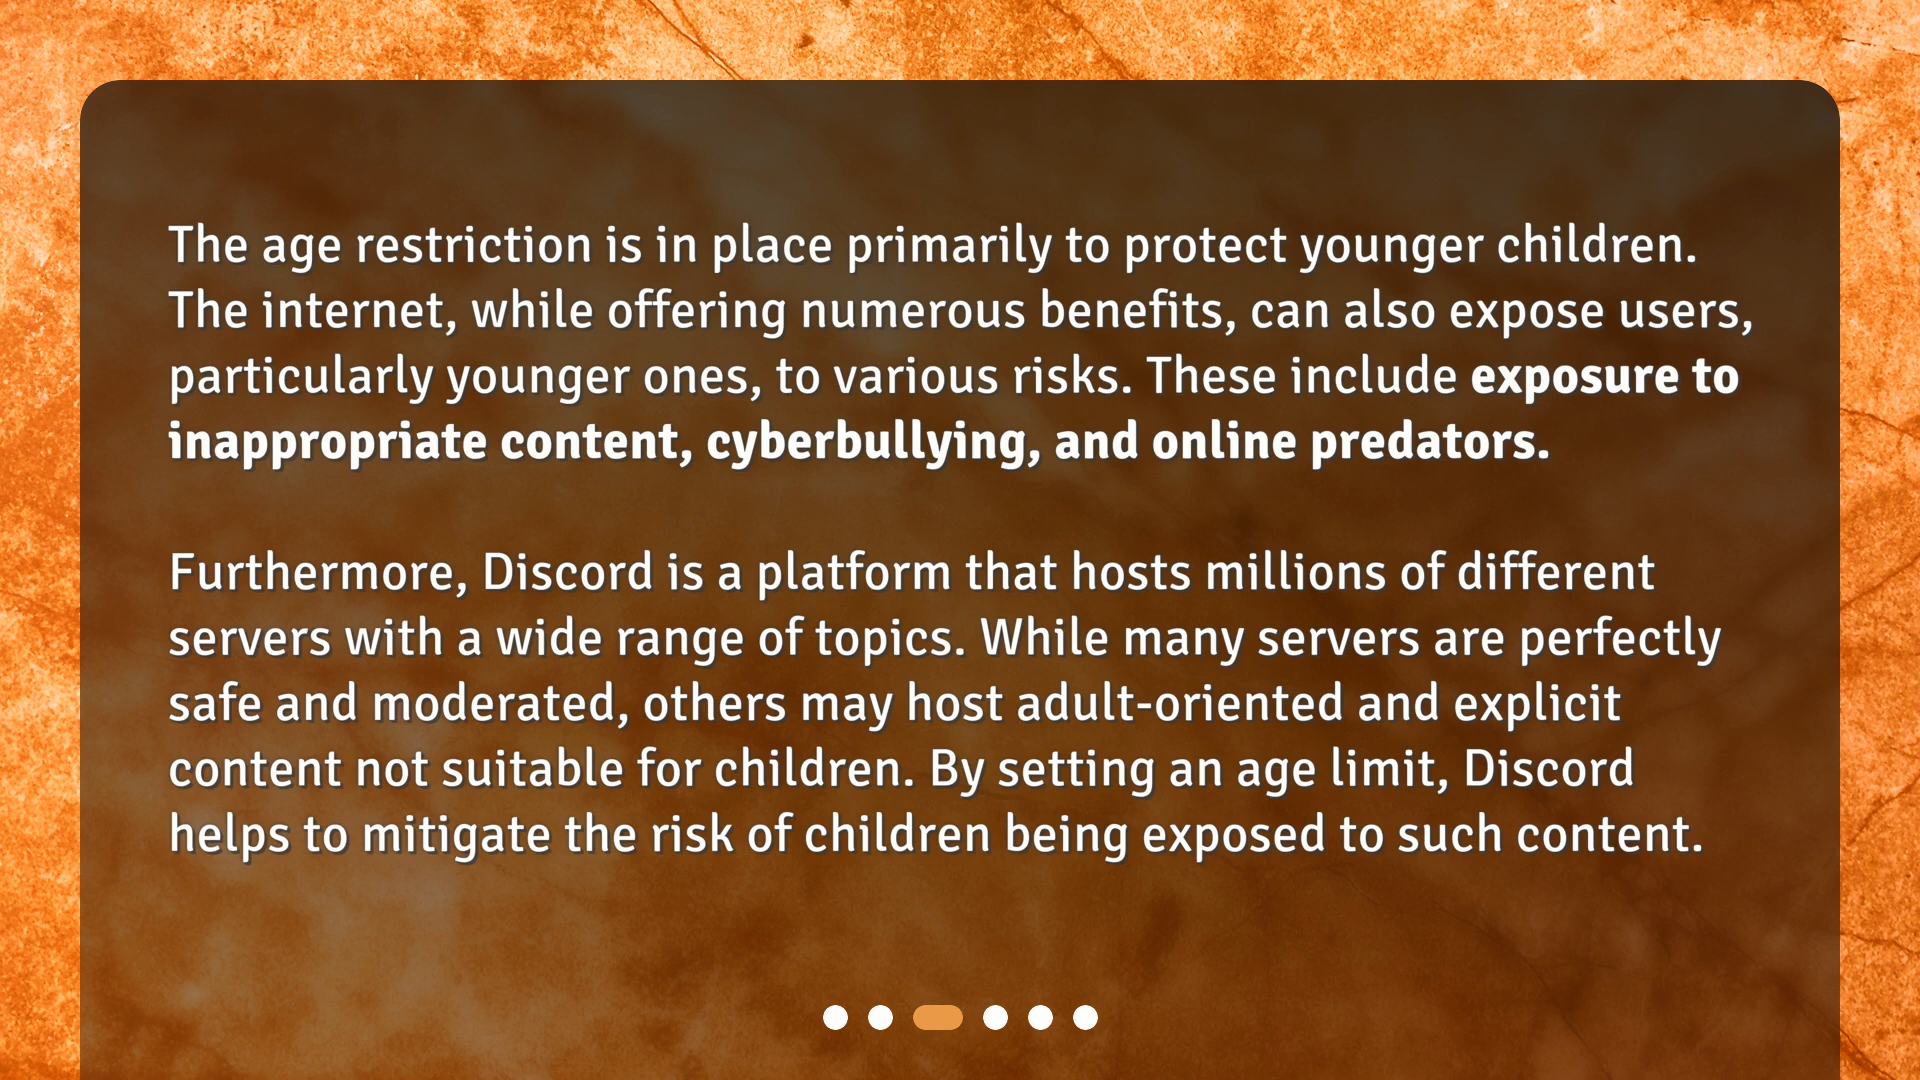 The age restriction is in place primarily to protect younger children.
The internet, while offering numerous benefits, can also expose users,
particularly younger ones, to various risks. These include exposure to
inappropriate content, cyberbullying, and online predators.
Furthermore, Discord is a platform that hosts millions of different
servers with a wide range of topics. While many servers are perfectly
safe and moderated, others may host adult-oriented and explicit
content not suitable for children. By setting an age limit, Discord
helps to mitigate the risk of children being exposed to such content.